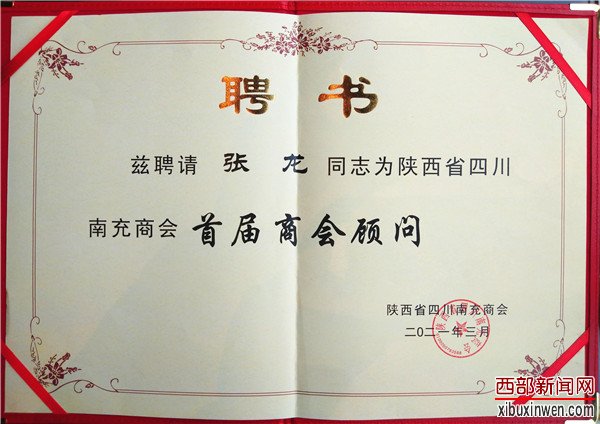 聘书
兹聘请 张龙 同志为陕西省四川
南充商会 首届商会顾问
陕西省四川南充商会
二〇二一年三月
西部新闻网
xibuxinwen.com